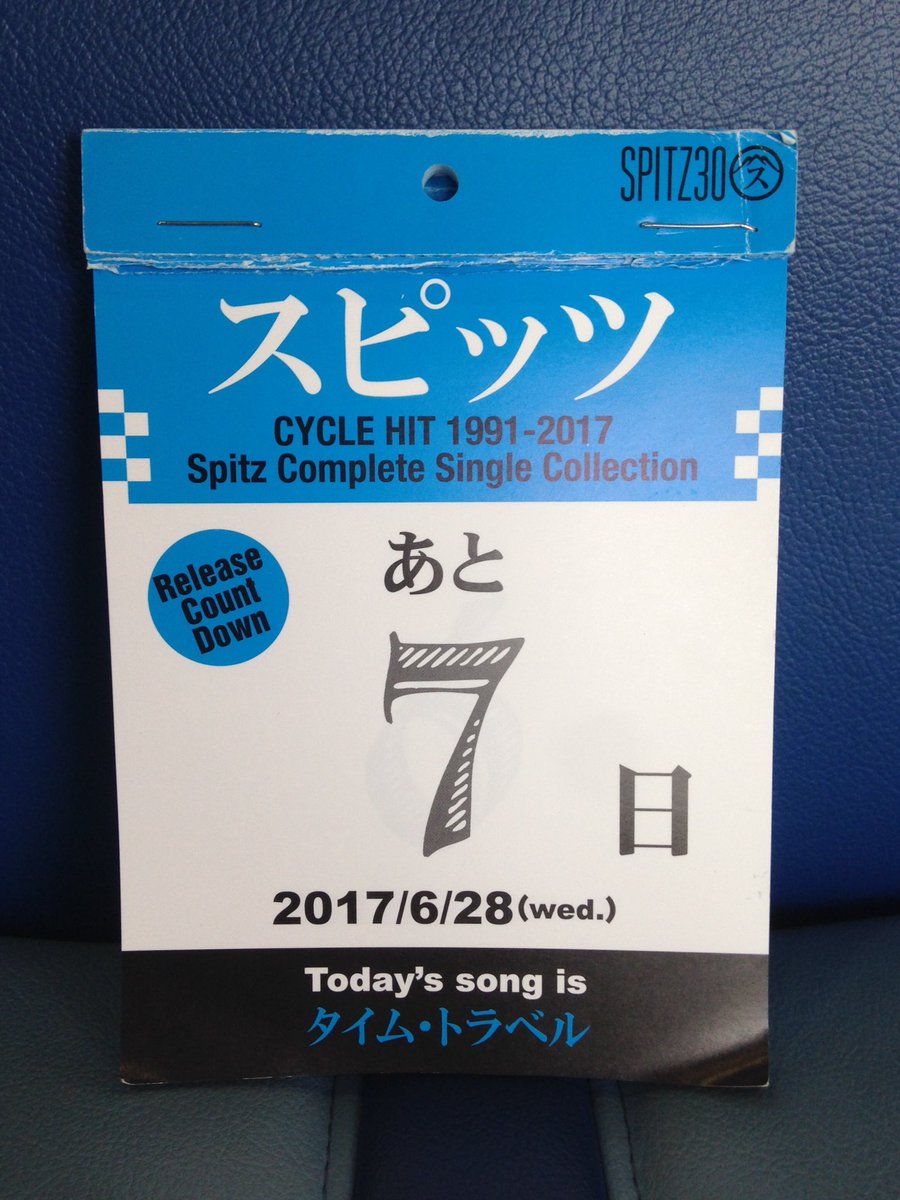 SPITZ30 ス
スピッツ
CYCLE HIT 1991-2017
Spitz Complete Single Collection
Release
Count
Down
あと
7
日
2017/6/28(wed.)
Today's song is
タイム・トラベル